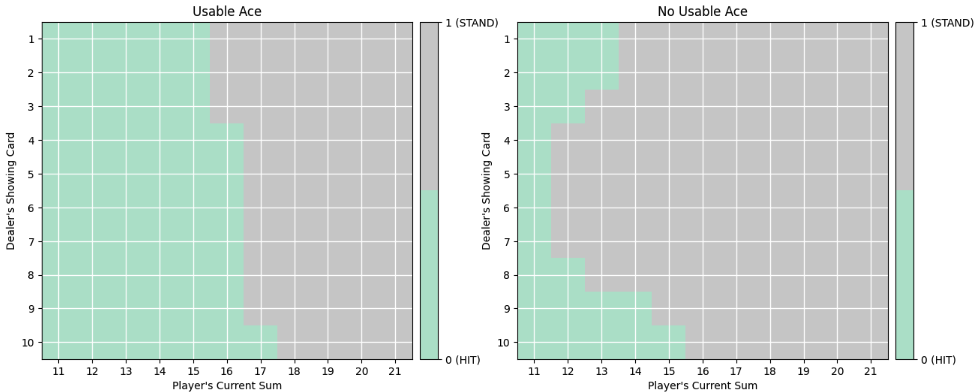 Usable Ace
1
2
3
4
5
6
7
8
9
10
Dealer's Showing Card
11 12 13 14 15 16 17 18 19 20 21
Player's Current Sum
1 (STAND)
0 (HIT)
No Usable Ace
1
2
3
4
5
6
7
8
9
10
Dealer's Showing Card
11 12 13 14 15 16 17 18 19 20 21
Player's Current Sum
1 (STAND)
0 (HIT)